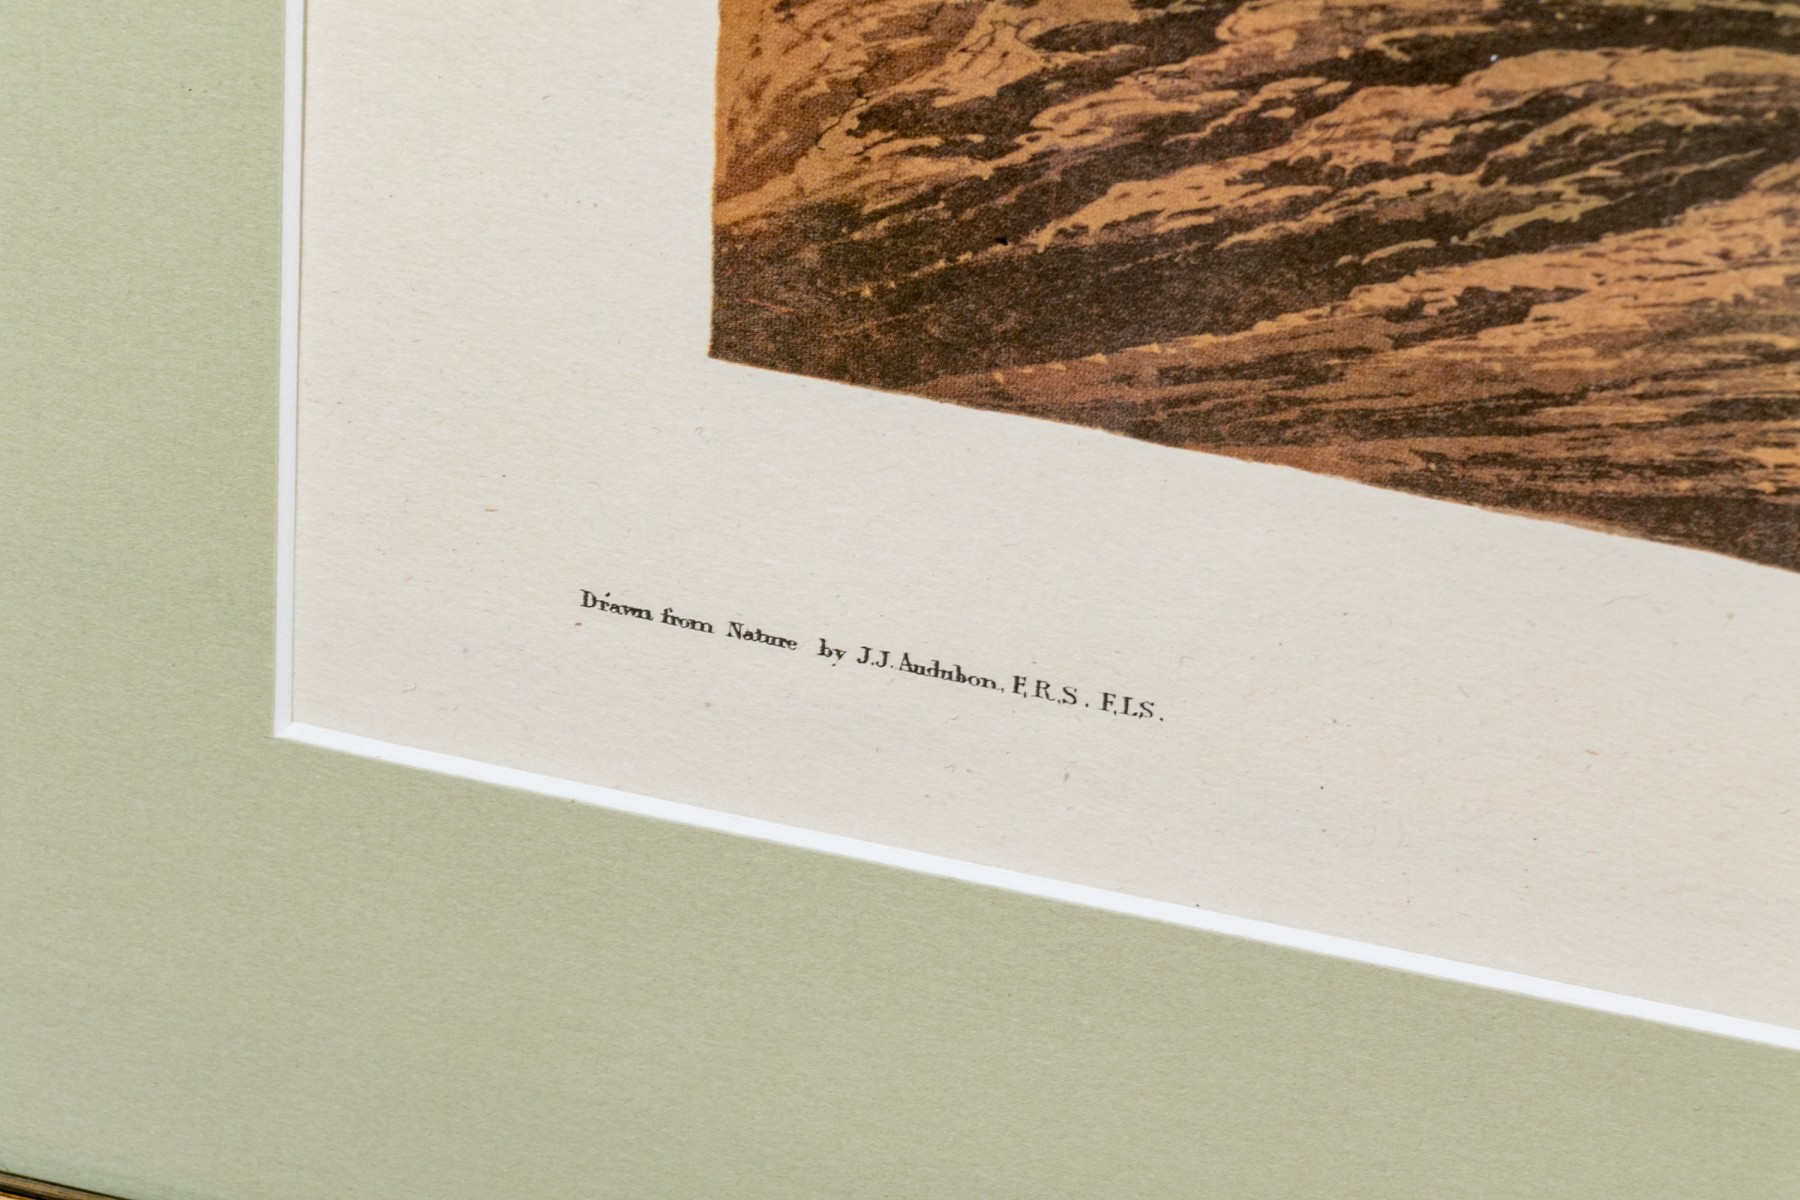 Drawn from Nature by J.J. Audubon, F,R.,S. F,L,S.